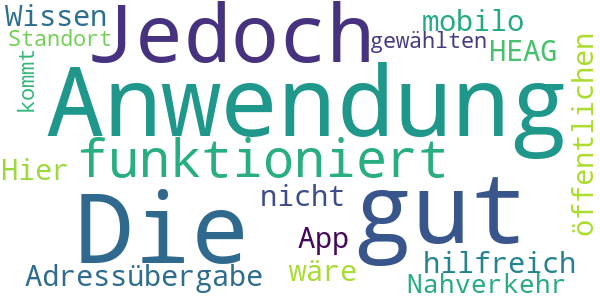 Wissen
Jedoch
mobilo
Standort
gewählten
HEAG
kommt
Anwendung
öffentlichen
funktioniert
Hier
Die
nicht
gut
App
hilfreich
Adressübergabe
wäre
Nahverkehr